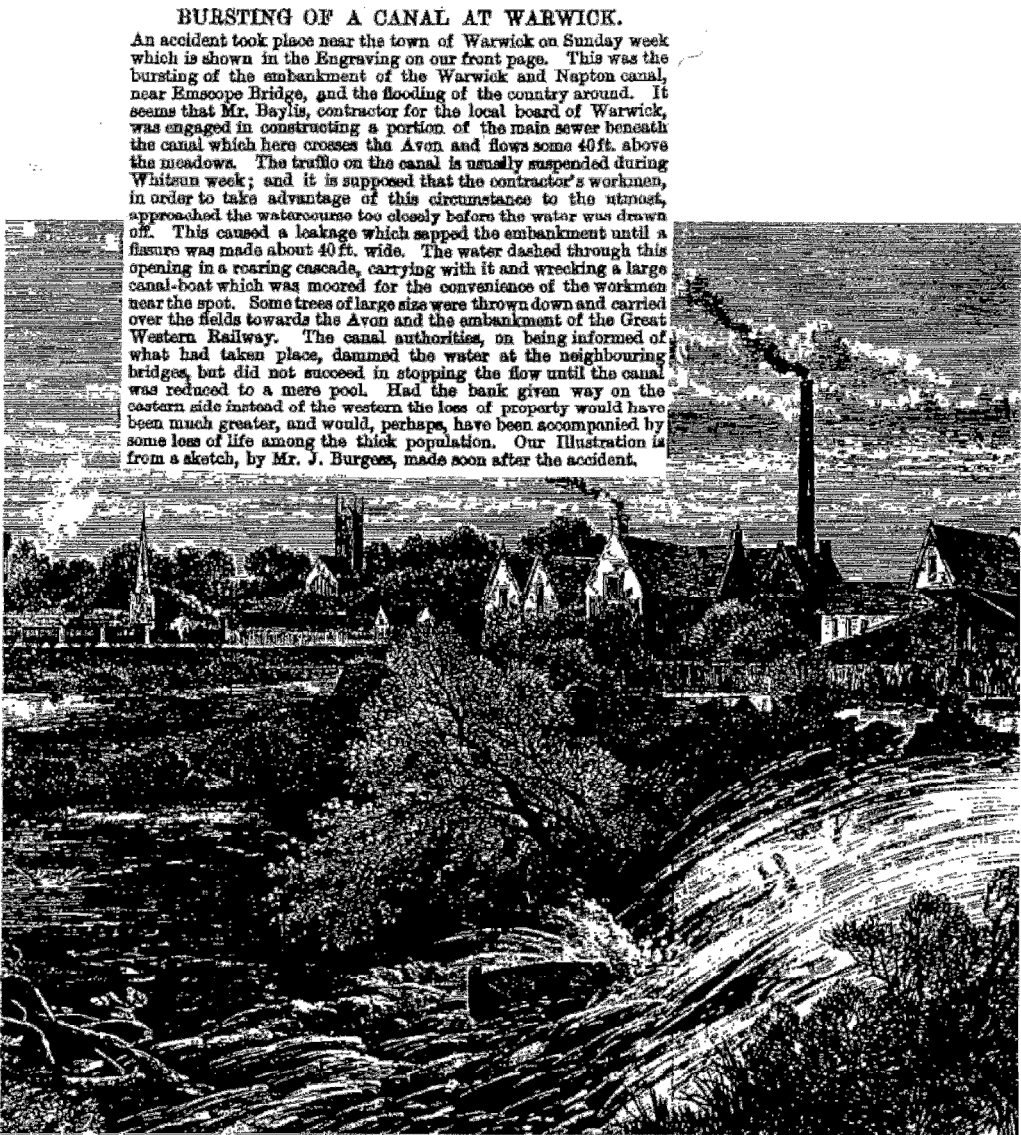 BURSTING OF A CANAL AT WARWICK.
An accident took place near the town of Warwick on Sunday week
which is shown in the Engraving on our front page. This was the
bursting of the embankment of the Warwick and Napton canal,
near Emscope Bridge, and the flooding of the country around. It
seems that Mr. Baylis, contractor for the local board of Warwick,
was engaged in constructing a portion of the main sewer beneath
the canal which here crosses the Avon and flows some 40ft. above
the meadows. The traffic on the canal is usually suspended during
Whitsun week; and it is supposed that the contractor's workmen,
in order to take advantage of this circumstance to the utmost,
approached the watercourse too closely before the water was drawn
off. This caused a leakage which sapped the embankment until a
fissure was made about 40ft. wide. The water dashed through this
opening in a roaring cascade, carrying with it and wrecking a large
canal-boat which was moored for the convenience of the workmen
near the spot. Some trees of large size were thrown down and carried
over the fields towards the Avon and the embankment of the Great
Western Railway. The canal authorities, on being informed of
what had taken place, dammed the water at the neighbouring
bridges, but did not succeed in stopping the flow until the canal
was reduced to a mere pool. Had the bank given way on the
eastern side instead of the western the loss of property would have
been much greater, and would, perhaps, have been accompanied by
some loss of life among the thick population. Our Illustration is
from a sketch, by Mr. J. Burgess, made soon after the accident.